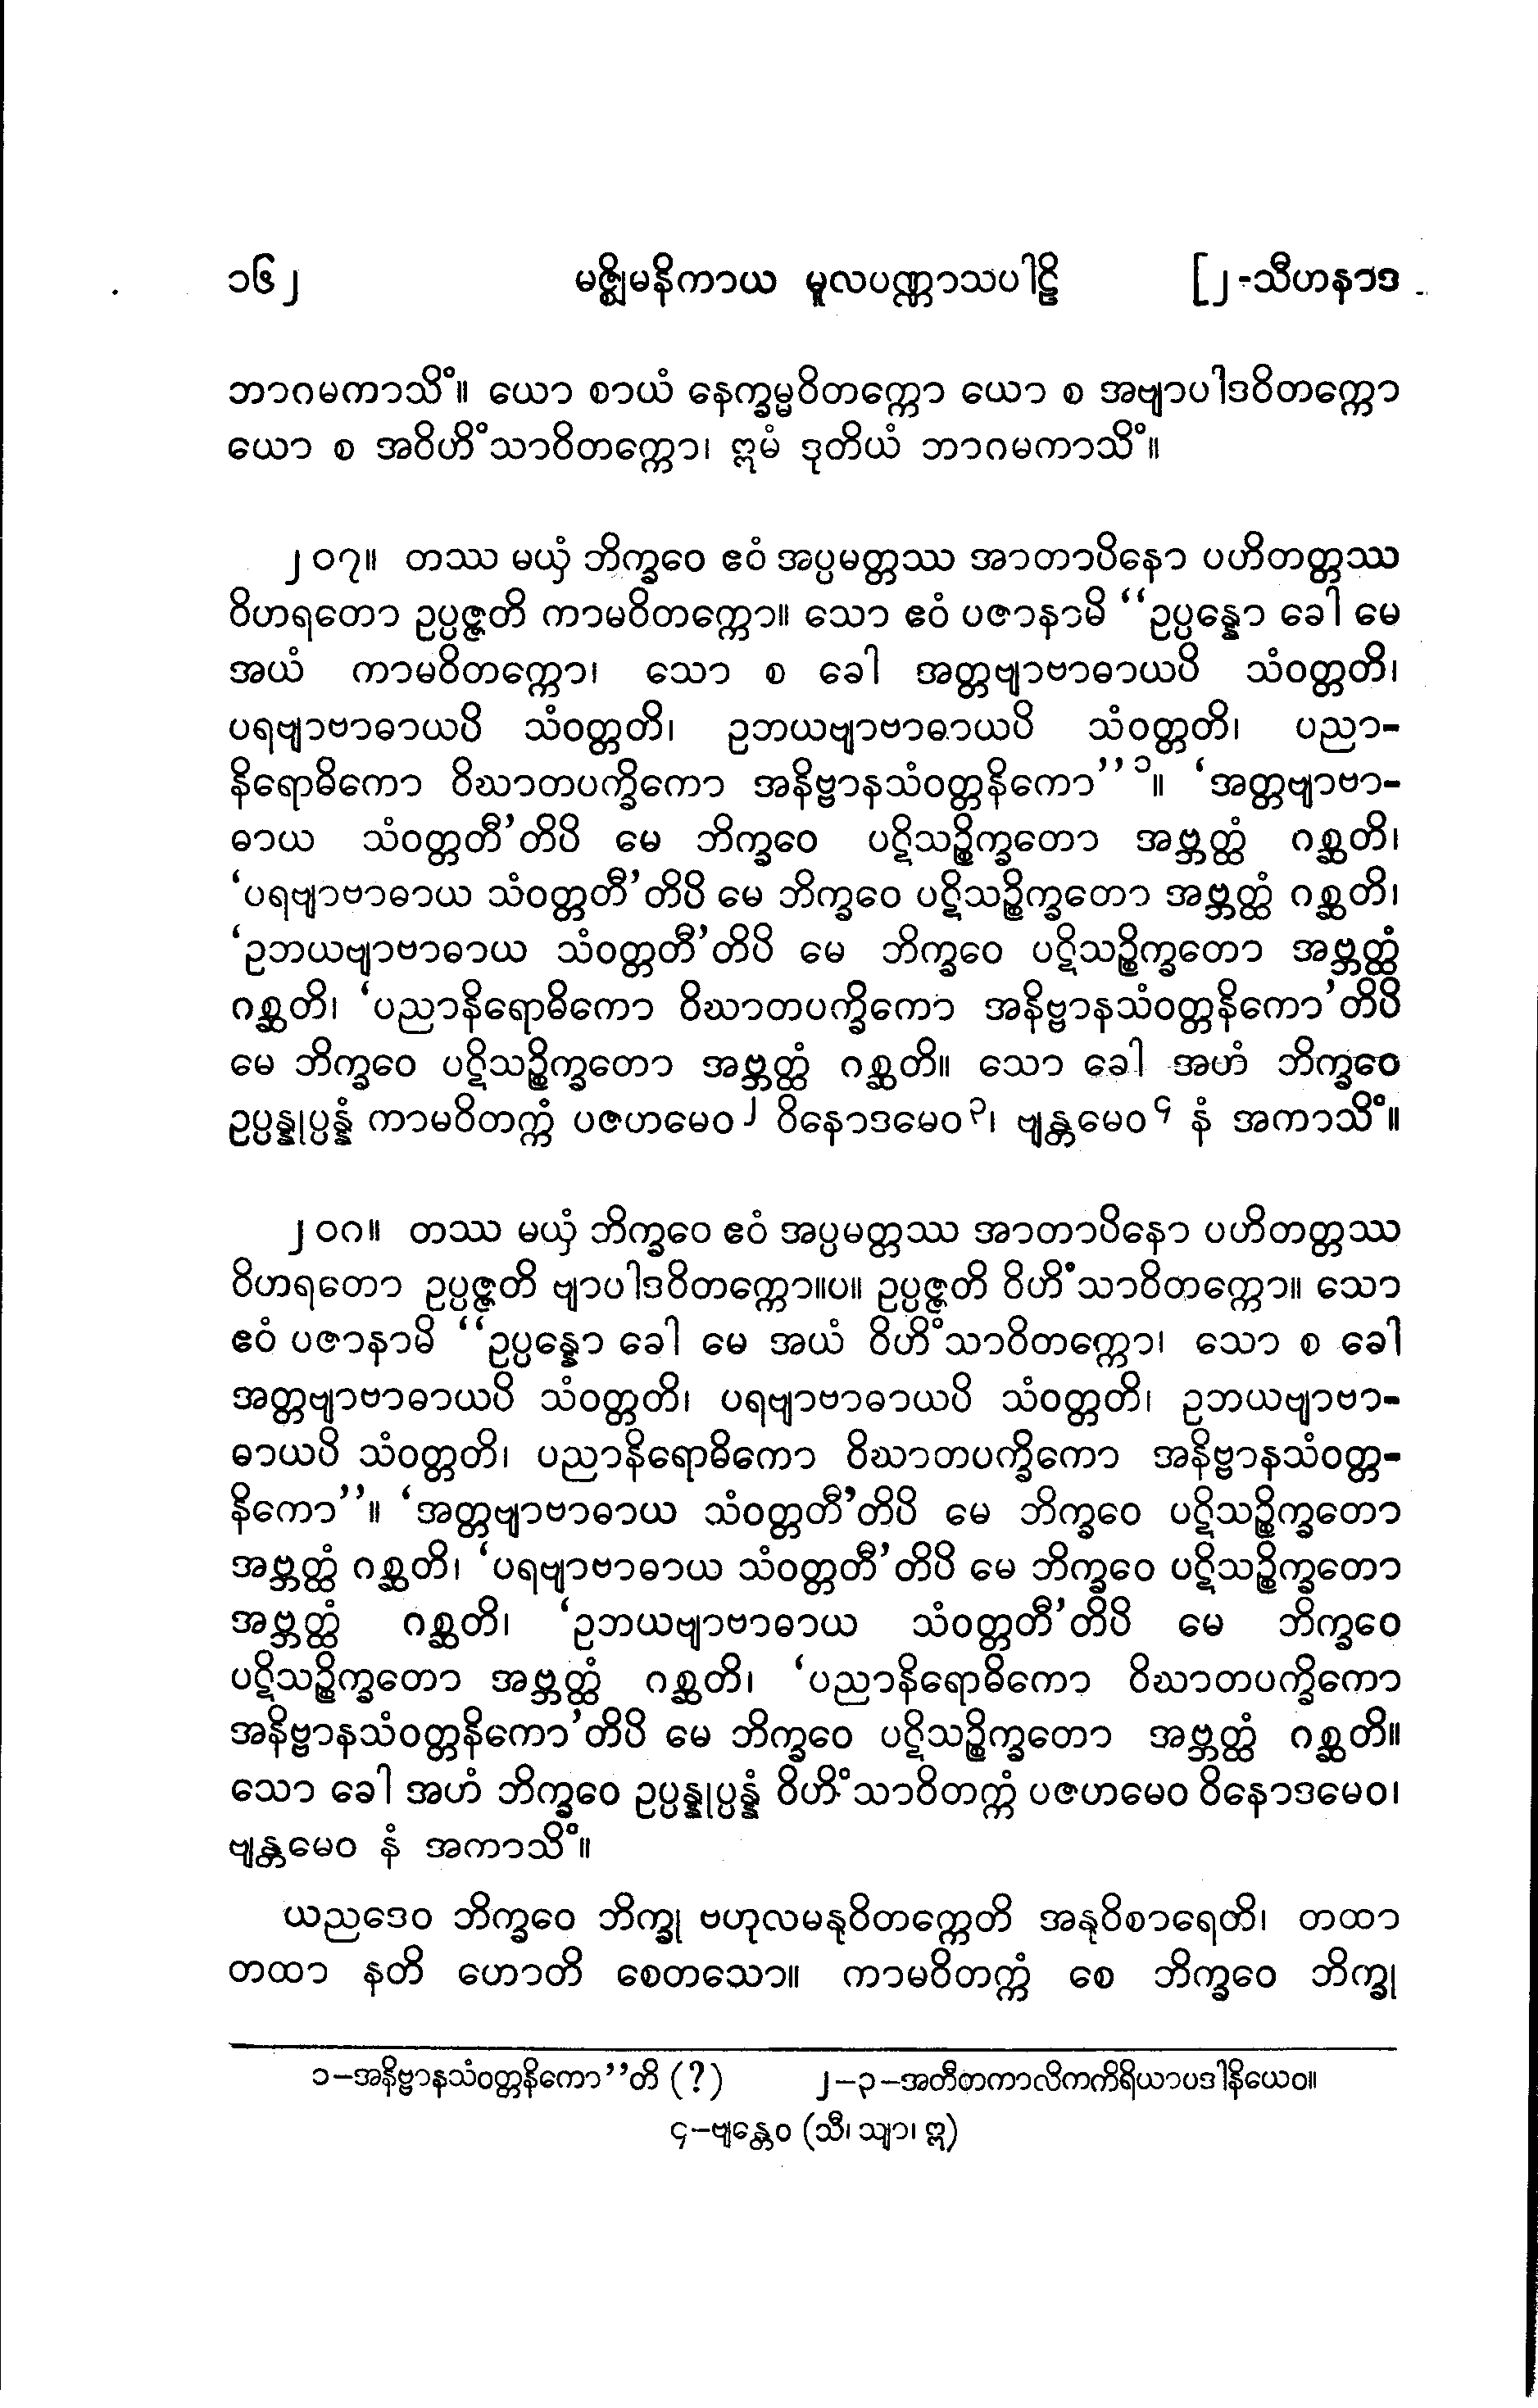 ၁၆၂ မဇ္ဈိမနိကာယ မူလပဏ္ဏာသပါဠိ [၂-သီဟနာဒ
ဘာဂမကာသိံ။ ယော စာယံ နေက္ခမ္မဝိတက္ကော ယော စ အဗျာပါဒဝိတက္ကော
ယော စ အဝိဟိံသာဝိတက္ကော၊ ဣမံ ဒုတိယံ ဘာဂမကာသိံ။
၂၀၇။ တဿ မယှံ ဘိက္ခဝေ ဧဝံ အပ္ပမတ္တဿ အာတာပိနော ပဟိတတ္တဿ
ဝိဟရတော ဥပ္ပဇ္ဇတိ ကာမဝိတက္ကော။ သော ဧဝံ ပဇာနာမိ “ဥပ္ပန္နော ခေါ မေ
အယံ ကာမဝိတက္ကော၊ သော စ ခေါ အတ္တဗျာဗာဓာယပိ သံဝတ္တတိ၊
ပရဗျာဗာဓာယပိ သံဝတ္တတိ၊ ဥဘယဗျာဗာဓာယပိ သံဝတ္တတိ၊ ပညာ-
နိရောဓိကော ဝိဃာတပက္ခိကော အနိဗ္ဗာနသံဝတ္တနိကော”၁။ ‘အတ္တဗျာဗာ-
ဓာယ သံဝတ္တတီ’တိပိ မေ ဘိက္ခဝေ ပဋိသဉ္စိက္ခတော အဗ္ဘတ္ထံ ဂစ္ဆတိ၊
‘ပရဗျာဗာဓာယ သံဝတ္တတီ’တိပိ မေ ဘိက္ခဝေ ပဋိသဉ္စိက္ခတော အဗ္ဘတ္ထံ ဂစ္ဆတိ၊
‘ဥဘယဗျာဗာဓာယ သံဝတ္တတီ’တိပိ မေ ဘိက္ခဝေ ပဋိသဉ္စိက္ခတော အဗ္ဘတ္ထံ
ဂစ္ဆတိ၊ ‘ပညာနိရောဓိကော ဝိဃာတပက္ခိကော အနိဗ္ဗာနသံဝတ္တနိကော’တိပိ
မေ ဘိက္ခဝေ ပဋိသဉ္စိက္ခတော အဗ္ဘတ္ထံ ဂစ္ဆတိ။ သော ခေါ အဟံ ဘိက္ခဝေ
ဥပ္ပန္နုပ္ပန္နံ ကာမဝိတက္ကံ ပဇဟမေဝ၂ ဝိနောဒမေဝ၃၊ ဗျန္တမေဝ၄ နံ အကာသိံ။
၂၀၈။ တဿ မယှံ ဘိက္ခဝေ ဧဝံ အပ္ပမတ္တဿ အာတာပိနော ပဟိတတ္တဿ
ဝိဟရတော ဥပ္ပဇ္ဇတိ ဗျာပါဒဝိတက္ကော။ပ။ ဥပ္ပဇ္ဇတိ ဝိဟိံသာဝိတက္ကော။ သော
ဧဝံ ပဇာနာမိ “ဥပ္ပန္နော ခေါ မေ အယံ ဝိဟိံသာဝိတက္ကော၊ သော စ ခေါ
အတ္တဗျာဗာဓာယပိ သံဝတ္တတိ၊ ပရဗျာဗာဓာယပိ သံဝတ္တတိ၊ ဥဘယဗျာဗာ-
ဓာယပိ သံဝတ္တတိ၊ ပညာနိရောဓိကော ဝိဃာတပက္ခိကော အနိဗ္ဗာနသံဝတ္တ-
နိကော”။ ‘အတ္တဗျာဗာဓာယ သံဝတ္တတီ’တိပိ မေ ဘိက္ခဝေ ပဋိသဉ္စိက္ခတော
အဗ္ဘတ္ထံ ဂစ္ဆတိ၊ ‘ပရဗျာဗာဓာယ သံဝတ္တတီ’တိပိ မေ ဘိက္ခဝေ ပဋိသဉ္စိက္ခတော
အဗ္ဘတ္ထံ ဂစ္ဆတိ၊ ‘ဥဘယဗျာဗာဓာယ သံဝတ္တတီ’တိပိ မေ ဘိက္ခဝေ
ပဋိသဉ္စိက္ခတော အဗ္ဘတ္ထံ ဂစ္ဆတိ၊ ‘ပညာနိရောဓိကော ဝိဃာတပက္ခိကော
အနိဗ္ဗာနသံဝတ္တနိကော’တိပိ မေ ဘိက္ခဝေ ပဋိသဉ္စိက္ခတော အဗ္ဘတ္ထံ ဂစ္ဆတိ။
သော ခေါ အဟံ ဘိက္ခဝေ ဥပ္ပန္နုပ္ပန္နံ ဝိဟိံသာဝိတက္ကံ ပဇဟမေဝ ဝိနောဒမေဝ၊
ဗျန္တမေဝ နံ အကာသိံ။
ယညဒေဝ ဘိက္ခဝေ ဘိက္ခု ဗဟုလမနုဝိတက္ကေတိ အနုဝိစာရေတိ၊ တထာ
တထာ နတိ ဟောတိ စေတသော။ ကာမဝိတက္ကံ စေ ဘိက္ခဝေ ဘိက္ခု
၁–အနိဗ္ဗာနသံဝတ္တနိကော”တိ (?) ၂–၃–အတီတကာလိကကိရိယာပဒါနိယေဝ။
၄–ဗျန္တေဝ (သီ၊ သျာ၊ ဣ)